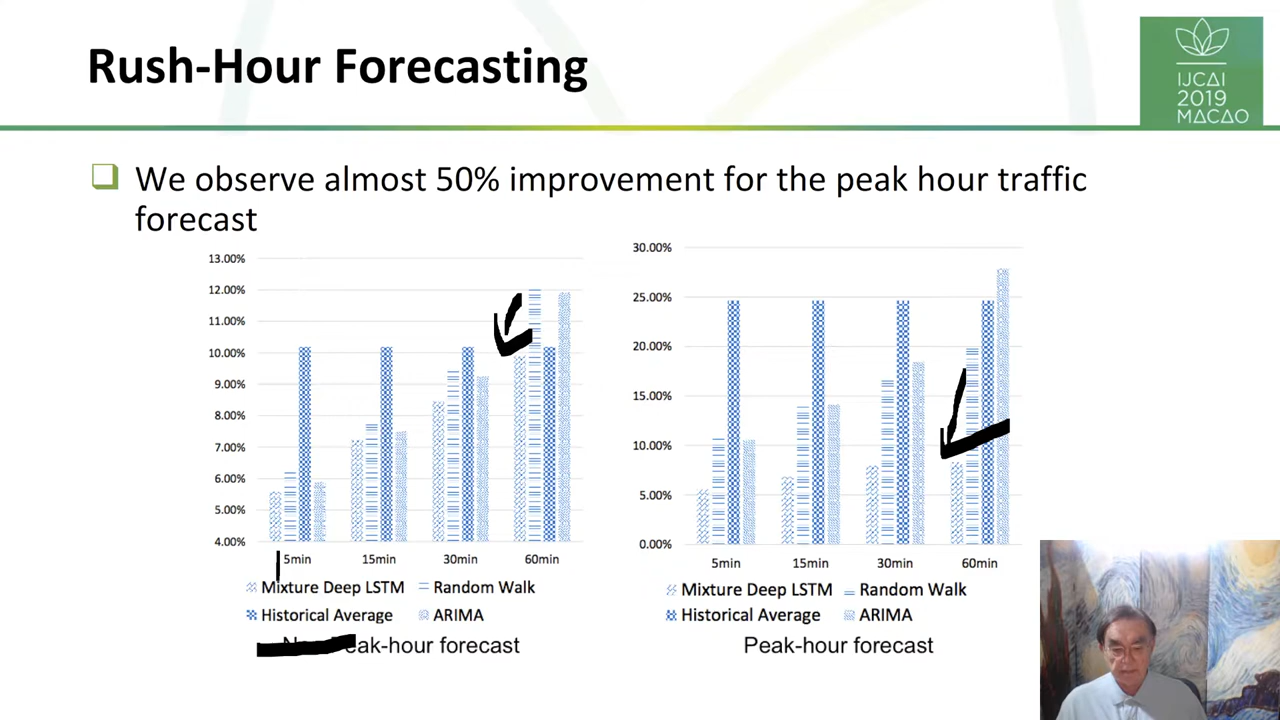 Rush-Hour Forecasting
IJCAI
2019
MACAO
We observe almost 50% improvement for the peak hour traffic
forecast
13.00%
12.00%
11.00%
10.00%
9.00%
8.00%
7.00%
6.00%
5.00%
4.00%
5min 15min 30min 60min
Mixture Deep LSTM Random Walk
Historical Average ARIMA
eak-hour forecast
30.00%
25.00%
20.00%
15.00%
10.00%
5.00%
0.00%
5min 15min 30min 60min
Mixture Deep LSTM Random Walk
Historical Average ARIMA
Peak-hour forecast